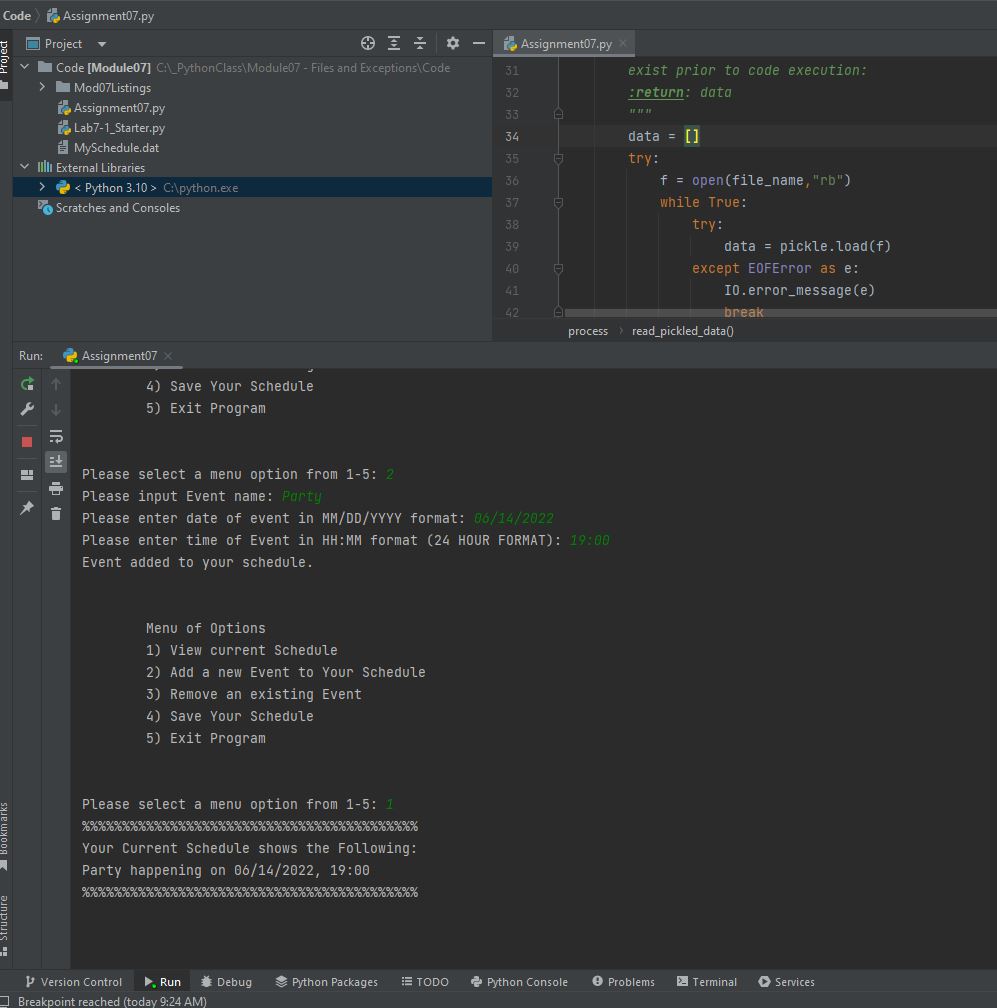 Code
Assignment07.py
Project
Project
Code [Module07] C:\_PythonClass\Module07 - Files and Exceptions\Code
Mod07Listings
Assignment07.py
Lab7-1_Starter.py
MySchedule.dat
External Libraries
< Python 3.10 > C:\python.exe
Scratches and Consoles
Assignment07.py
31 exist prior to code execution:
32 :return: data
33 """
34 data = []
35 try:
36 f = open(file_name,"rb")
37 while True:
38 try:
39 data = pickle.load(f)
40 except EOFError as e:
41 IO.error_message(e)
42 break
process > read_pickled_data()
Run: Assignment07
4) Save Your Schedule
5) Exit Program
Please select a menu option from 1-5: 2
Please input Event name: Party
Please enter date of event in MM/DD/YYYY format: 06/14/2022
Please enter time of Event in HH:MM format (24 HOUR FORMAT): 19:00
Event added to your schedule.
Menu of Options
1) View current Schedule
2) Add a new Event to Your Schedule
3) Remove an existing Event
4) Save Your Schedule
5) Exit Program
Please select a menu option from 1-5: 1
%%%%%%%%%%%%%%%%%%%%%%%%%%%%%%%%%%%%%%%%%%
Your Current Schedule shows the Following:
Party happening on 06/14/2022, 19:00
%%%%%%%%%%%%%%%%%%%%%%%%%%%%%%%%%%%%%%%%%%
Bookmarks
Structure
Version Control Run Debug Python Packages TODO Python Console Problems Terminal Services
Breakpoint reached (today 9:24 AM)